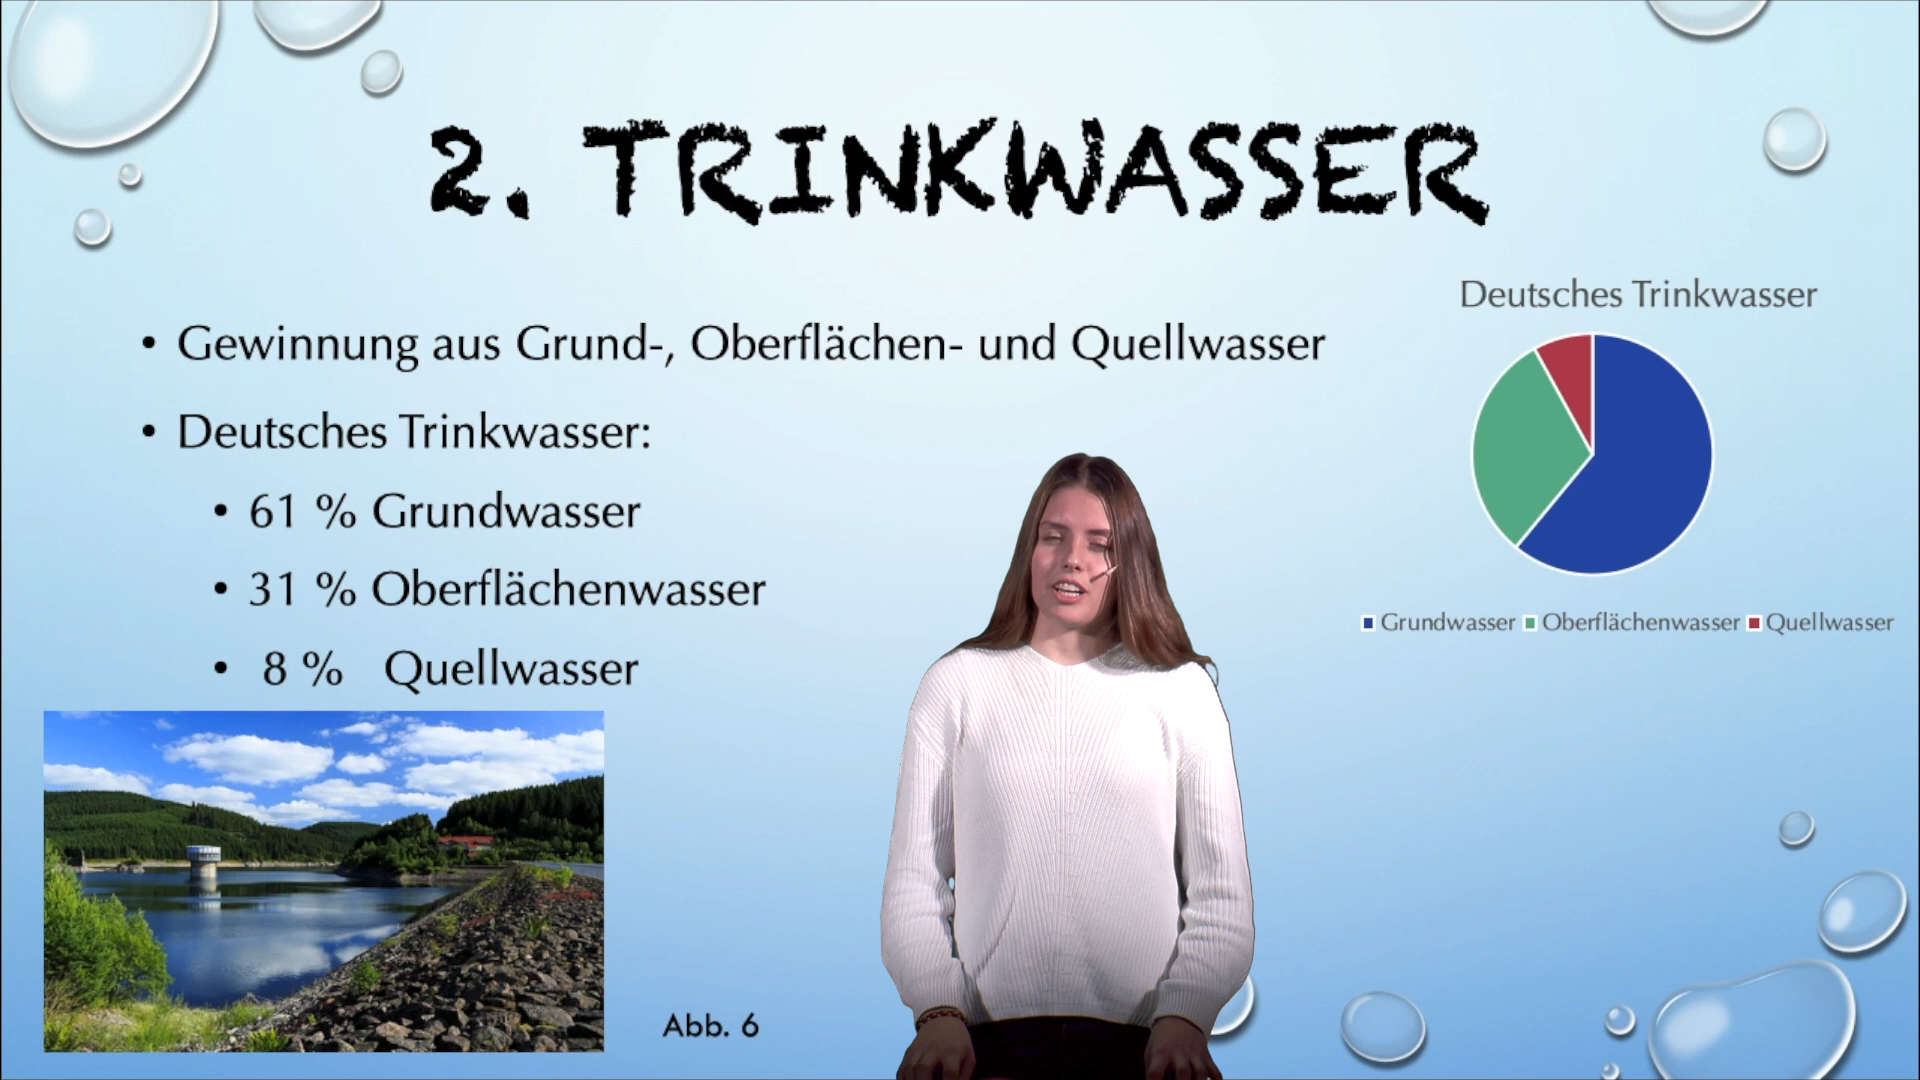 2. TRINKWASSER
• Gewinnung aus Grund-, Oberflächen- und Quellwasser
• Deutsches Trinkwasser:
• 61 % Grundwasser
• 31 % Oberflächenwasser
• 8 % Quellwasser
Abb. 6
Deutsches Trinkwasser
Grundwasser Oberflächenwasser Quellwasser